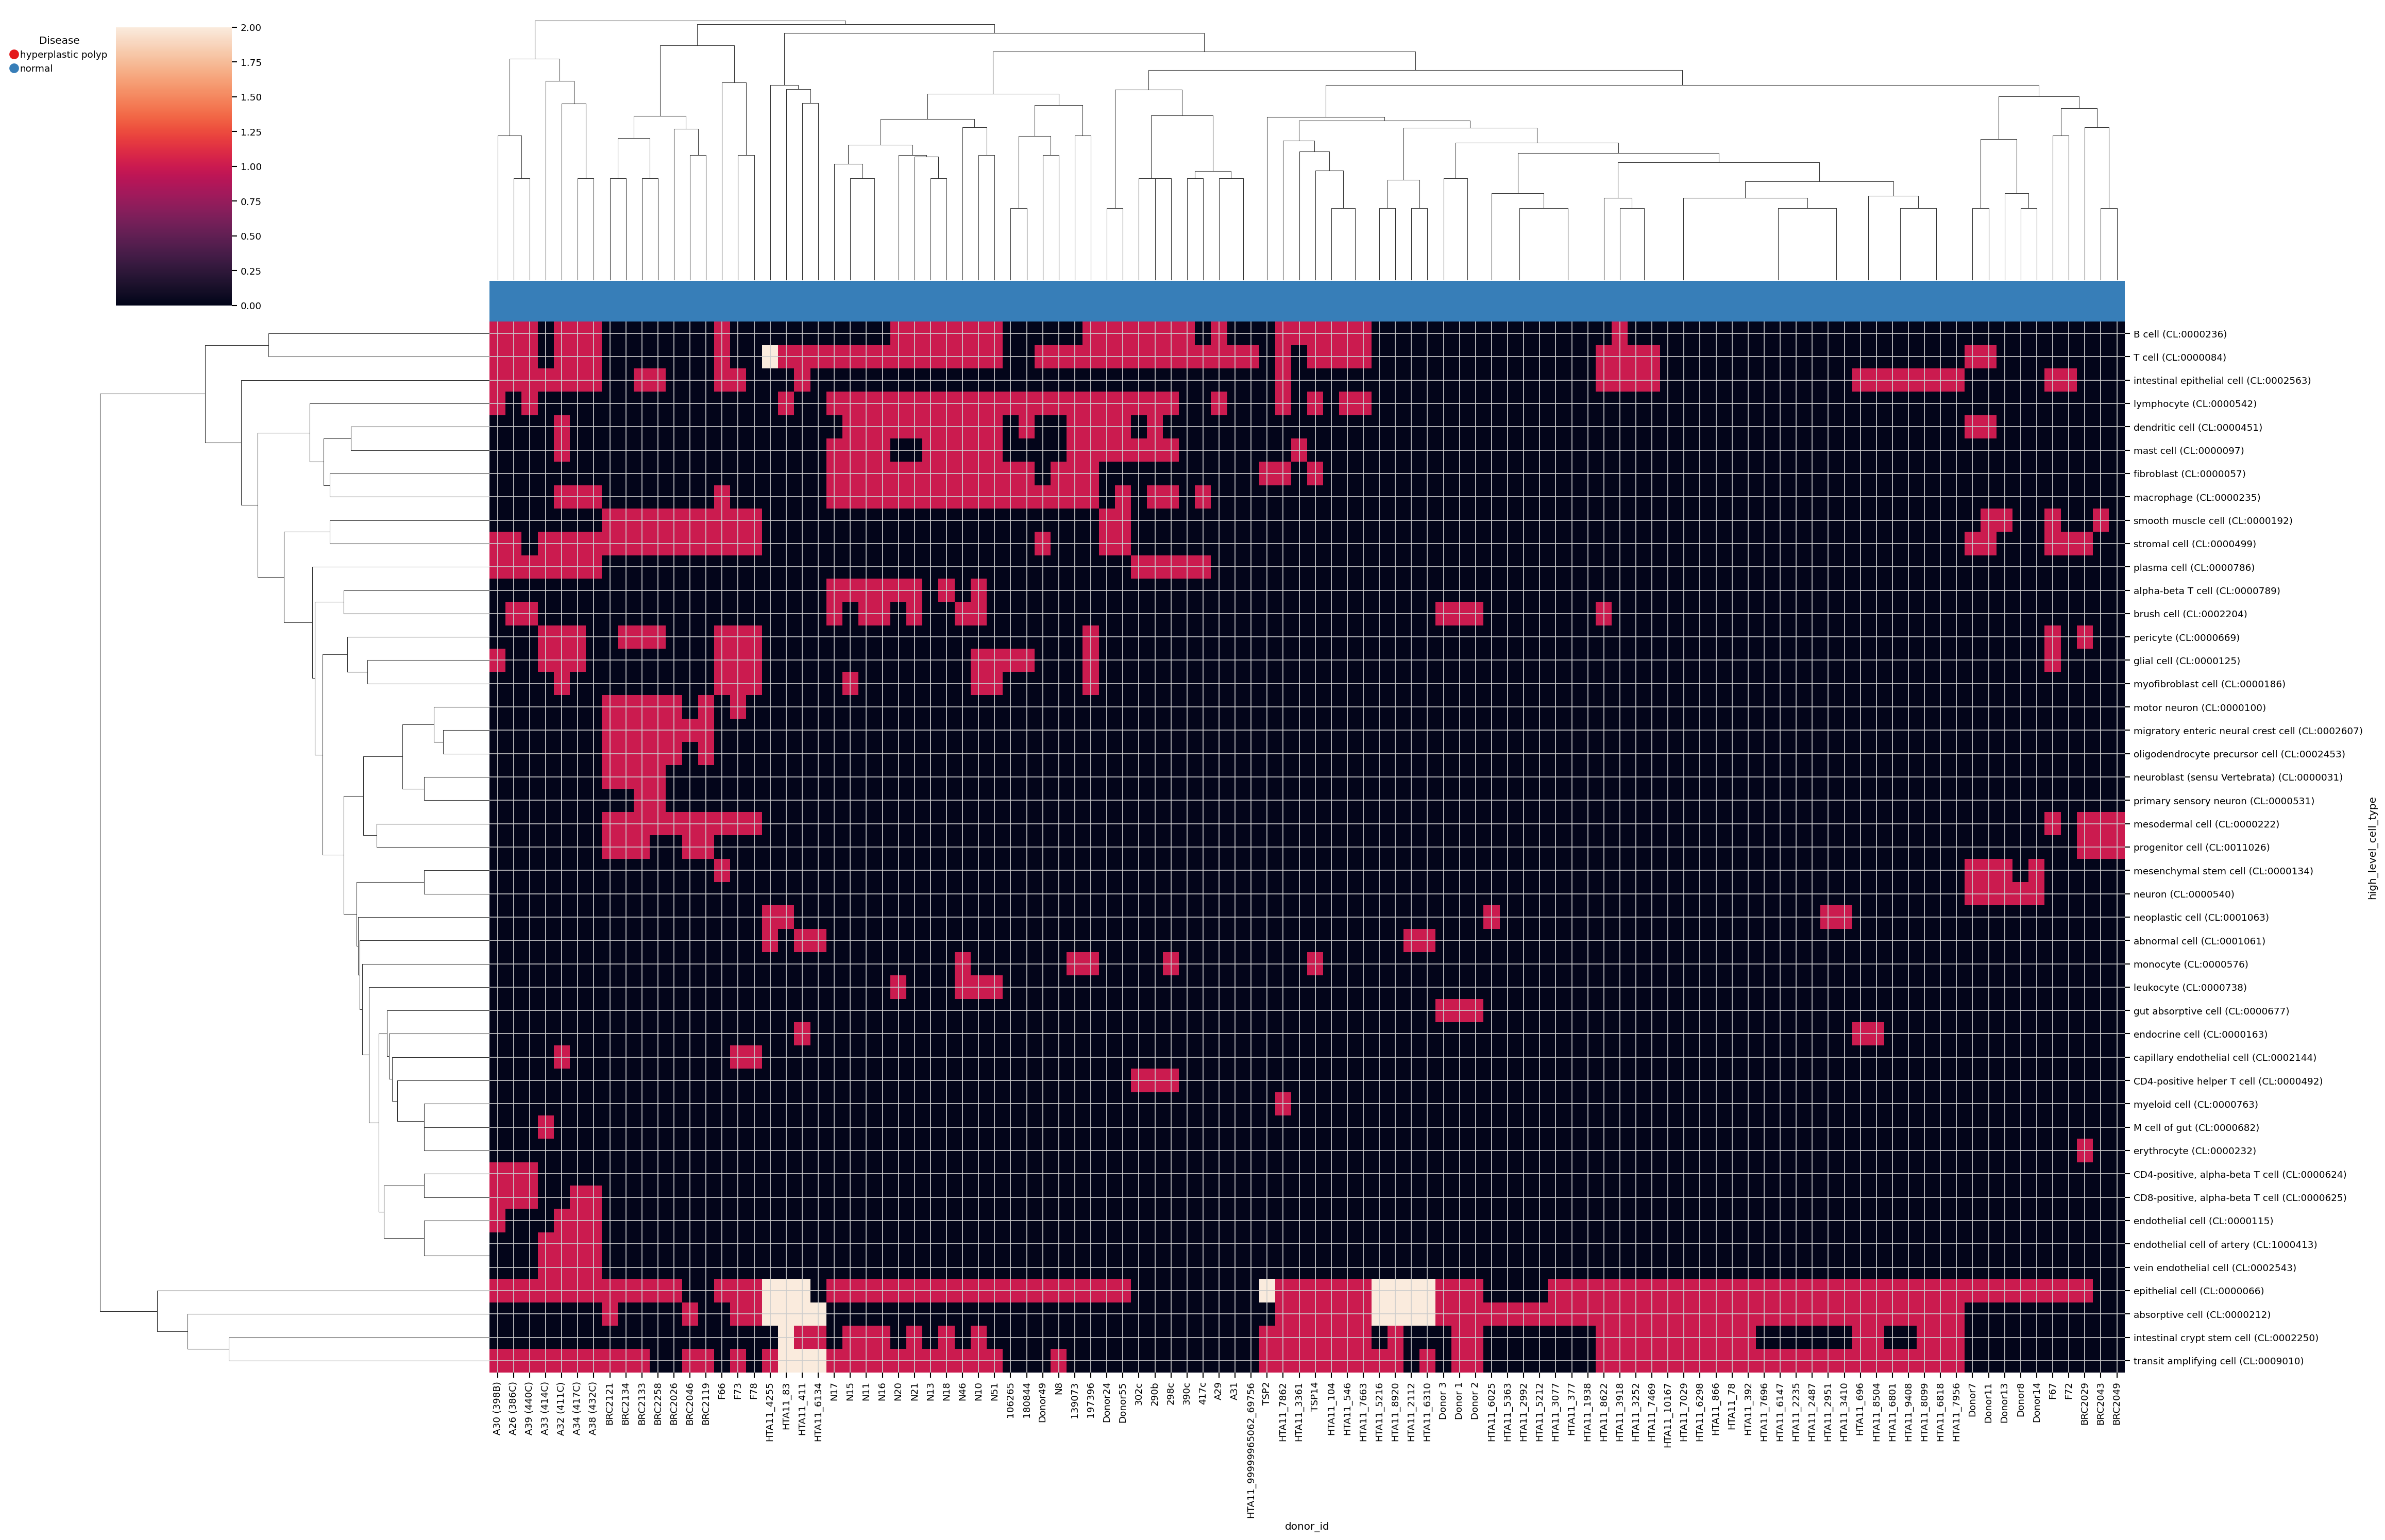 Disease
hyperplastic polyp
normal
2.00
1.75
1.50
1.25
1.00
0.75
0.50
0.25
0.00
B cell (CL:0000236)
T cell (CL:0000084)
intestinal epithelial cell (CL:0002563)
lymphocyte (CL:0000542)
dendritic cell (CL:0000451)
mast cell (CL:0000097)
fibroblast (CL:0000057)
macrophage (CL:0000235)
smooth muscle cell (CL:0000192)
stromal cell (CL:0000499)
plasma cell (CL:0000786)
alpha-beta T cell (CL:0000789)
brush cell (CL:0002204)
pericyte (CL:0000669)
glial cell (CL:0000125)
myofibroblast cell (CL:0000186)
motor neuron (CL:0000100)
migratory enteric neural crest cell (CL:0002607)
oligodendrocyte precursor cell (CL:0002453)
neuroblast (sensu Vertebrata) (CL:0000031)
primary sensory neuron (CL:0000531)
mesodermal cell (CL:0000222)
progenitor cell (CL:0011026)
mesenchymal stem cell (CL:0000134)
neuron (CL:0000540)
neoplastic cell (CL:0001063)
abnormal cell (CL:0001061)
monocyte (CL:0000576)
leukocyte (CL:0000738)
gut absorptive cell (CL:0000677)
endocrine cell (CL:0000163)
capillary endothelial cell (CL:0002144)
CD4-positive helper T cell (CL:0000492)
myeloid cell (CL:0000763)
M cell of gut (CL:0000682)
erythrocyte (CL:0000232)
CD4-positive, alpha-beta T cell (CL:0000624)
CD8-positive, alpha-beta T cell (CL:0000625)
endothelial cell (CL:0000115)
endothelial cell of artery (CL:1000413)
vein endothelial cell (CL:0002543)
epithelial cell (CL:0000066)
absorptive cell (CL:0000212)
intestinal crypt stem cell (CL:0002250)
transit amplifying cell (CL:0009010)
high_level_cell_type
A30 (398B)
A26 (386C)
A39 (440C)
A33 (414C)
A32 (411C)
A34 (417C)
A38 (432C)
BRC2121
BRC2134
BRC2133
BRC2258
BRC2026
BRC2046
BRC2119
F66
F73
F78
HTA11_4255
HTA11_83
HTA11_411
HTA11_6134
N17
N15
N11
N16
N20
N21
N13
N18
N46
N10
N51
106265
180844
Donor49
N8
139073
197396
Donor24
Donor55
302c
290b
298c
390c
417c
A29
A31
HTA11_99999965062_69756
TSP2
HTA11_7862
HTA11_3361
TSP14
HTA11_104
HTA11_546
HTA11_7663
HTA11_5216
HTA11_8920
HTA11_2112
HTA11_6310
Donor 3
Donor 1
Donor 2
HTA11_6025
HTA11_5363
HTA11_2992
HTA11_5212
HTA11_3077
HTA11_377
HTA11_1938
HTA11_8622
HTA11_3918
HTA11_3252
HTA11_7469
HTA11_10167
HTA11_7029
HTA11_6298
HTA11_866
HTA11_78
HTA11_392
HTA11_7696
HTA11_6147
HTA11_2235
HTA11_2487
HTA11_2951
HTA11_3410
HTA11_696
HTA11_8504
HTA11_6801
HTA11_9408
HTA11_8099
HTA11_6818
HTA11_7956
Donor7
Donor11
Donor13
Donor8
Donor14
F67
F72
BRC2029
BRC2043
BRC2049
donor_id